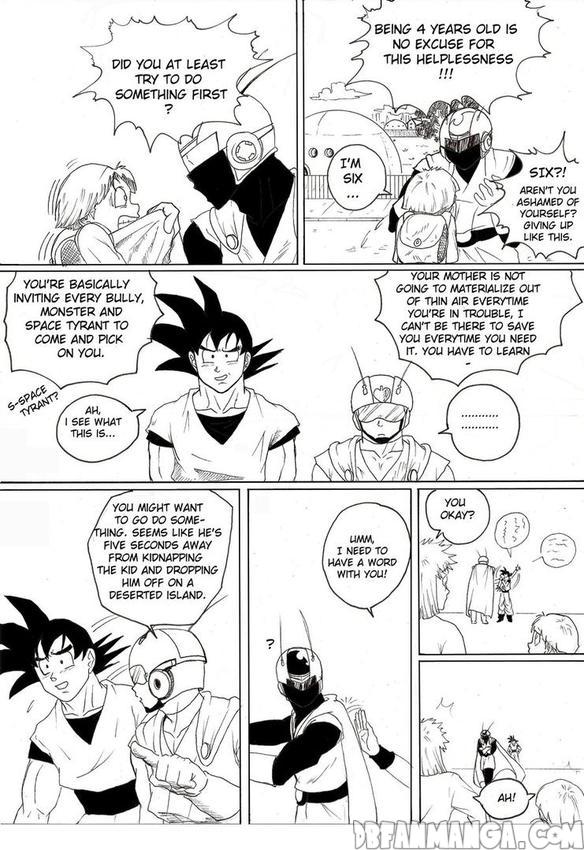 DID YOU AT LEAST
TRY TO DO
SOMETHING FIRST
?
BEING 4 YEARS OLD IS
NO EXCUSE FOR
THIS HELPLESSNESS
!!!
I'M
SIX
...
SIX?!
AREN'T YOU
ASHAMED OF
YOURSELF?
GIVING UP
LIKE THIS.
YOU'RE BASICALLY
INVITING EVERY BULLY,
MONSTER AND
SPACE TYRANT TO
COME AND PICK
ON YOU.
S-SPACE
TYRANT?
AH,
I SEE WHAT
THIS IS...
YOUR MOTHER IS NOT
GOING TO MATERIALIZE OUT
OF THIN AIR EVERYTIME
YOU'RE IN TROUBLE, I
CAN'T BE THERE TO SAVE
YOU EVERYTIME YOU NEED
IT. YOU HAVE TO LEARN
-
...........
...........
YOU MIGHT WANT
TO GO DO SOME-
THING. SEEMS LIKE HE'S
FIVE SECONDS AWAY
FROM KIDNAPPING
THE KID AND DROPPING
HIM OFF ON A
DESERTED ISLAND.
UMM,
I NEED TO
HAVE A WORD
WITH YOU!
?
YOU
OKAY?
AH!
DBFANMANGA.COM